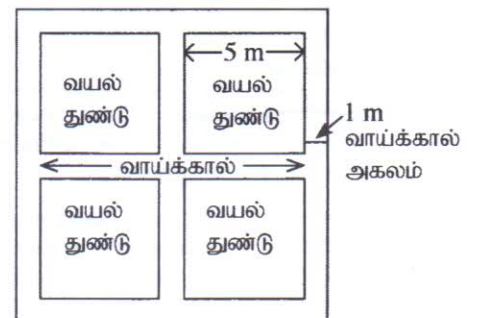 5 m
வயல்
துண்டு
வயல்
துண்டு
1 m
வாய்க்கால்
அகலம்
வாய்க்கால்
வயல்
துண்டு
வயல்
துண்டு